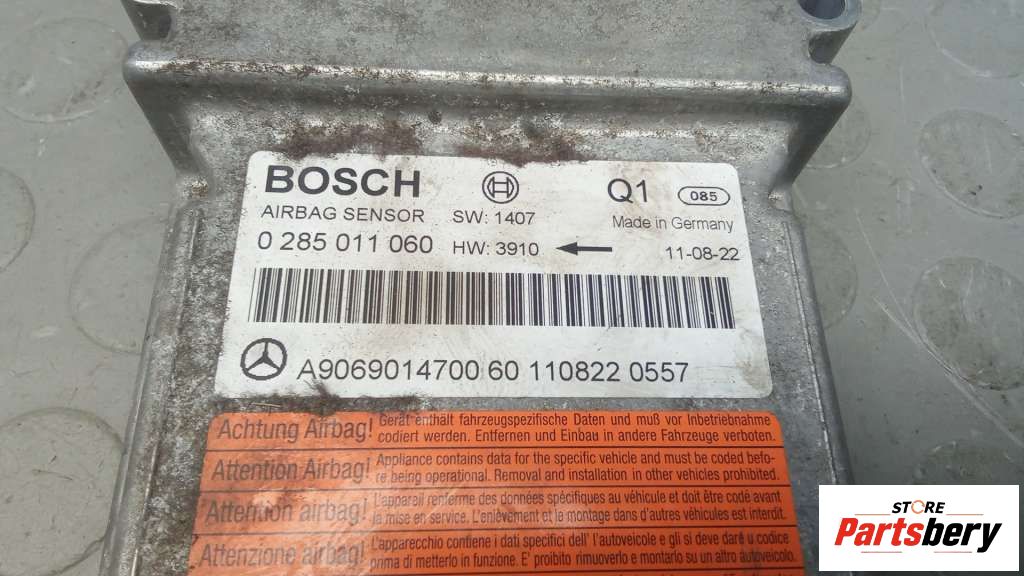 BOSCH
Q1
085
AIRBAG SENSOR
SW: 1407
Made in Germany
0 285 011 060
HW: 3910
11-08-22
A9069014700 60 110822 0557
Achtung Airbag!
Gerät enthält fahrzeugspezifische Daten und muß vor Inbetriebnahme
codiert werden. Entfernen und Einbau in andere Fahrzeuge verboten.
Attention Airbag!
Appliance contains data for the specific vehicle and must be coded befo-
re being operational. Removal and installation in other vehicles prohibited.
Attention airbag!
L'appareil renferme des données spécifiques au véhicule et doit être codé avant
la mise en service. L'enlèvement et le montage dans d'autres véhicules est interdit.
Attenzione airbag!
L'apparecchio contiene i dati specifici dell' l'autoveicolo e gli si deve dare u codice
prima di metterlo in funzione. E' proibito rimuoverlo e montarlo su un altro autoveicolo.
STORE
Partsbery